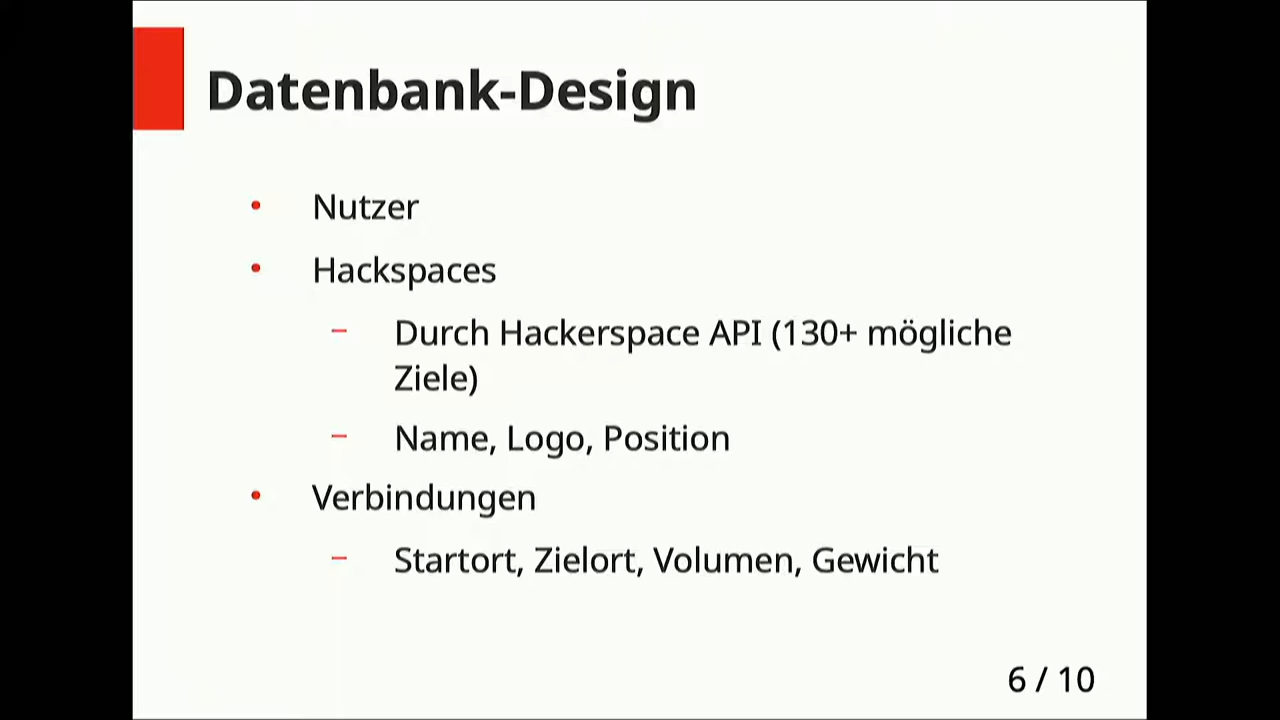 Datenbank-Design
• Nutzer
• Hackspaces
– Durch Hackerspace API (130+ mögliche
Ziele)
– Name, Logo, Position
• Verbindungen
– Startort, Zielort, Volumen, Gewicht
6 / 10